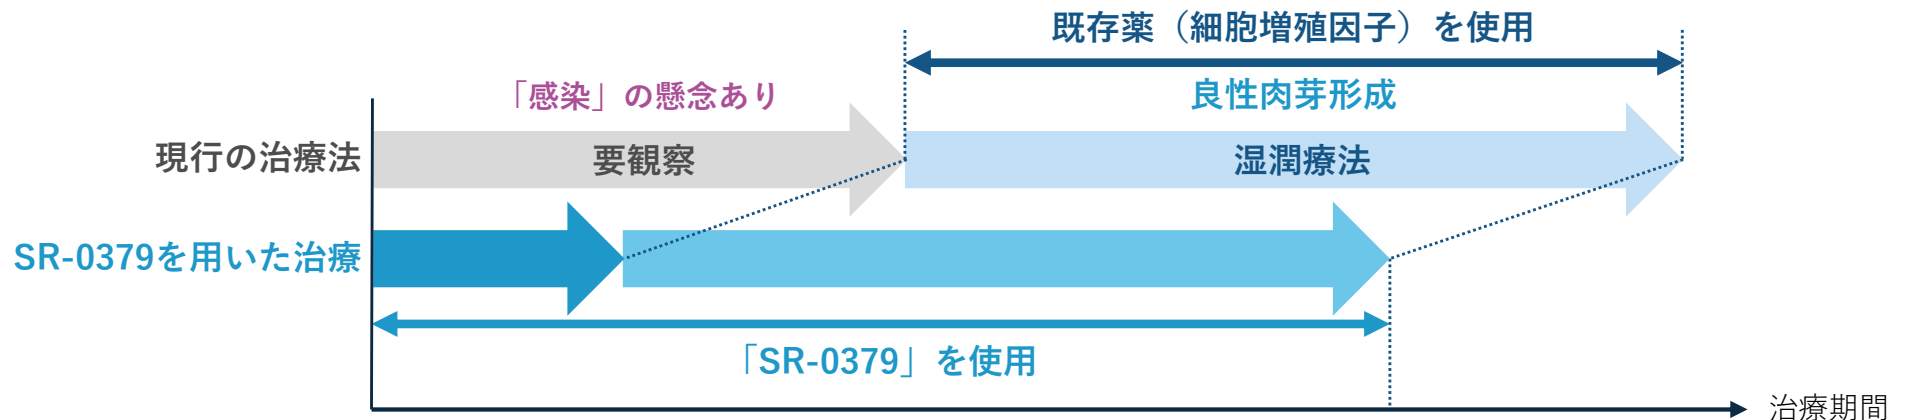 既存薬（細胞増殖因子）を使用
「感染」の懸念あり
良性肉芽形成
現行の治療法
要観察
湿潤療法
SR-0379を用いた治療
「SR-0379」を使用
治療期間